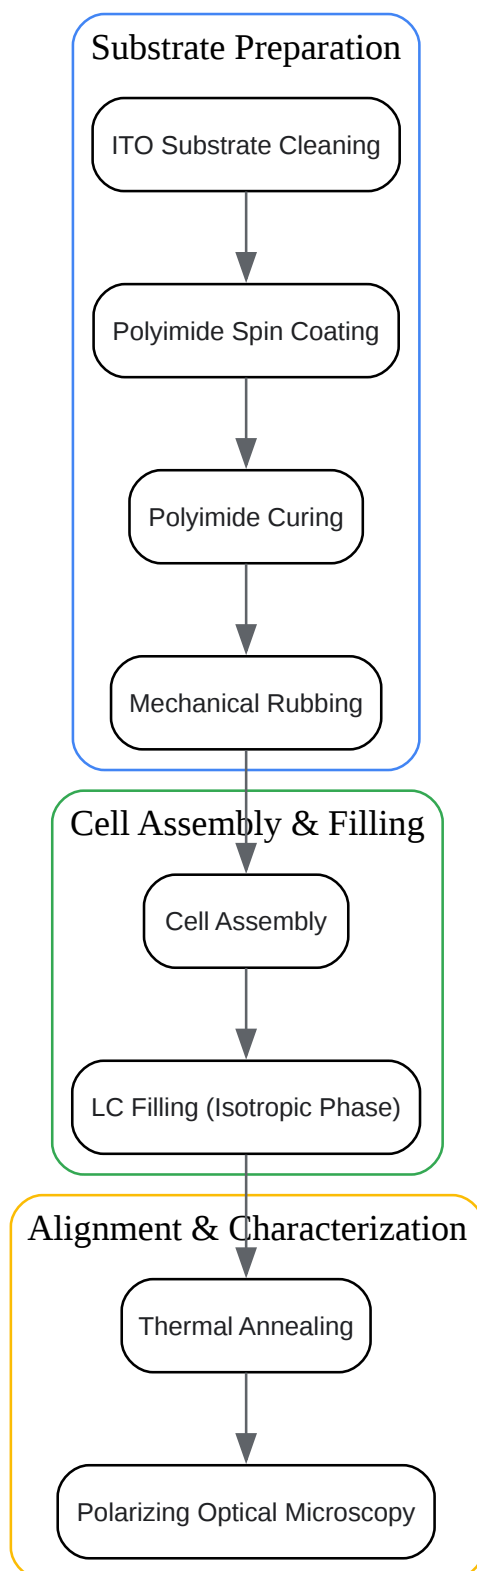 Substrate Preparation
ITO Substrate Cleaning
Polyimide Spin Coating
Polyimide Curing
Mechanical Rubbing
Cell Assembly & Filling
Cell Assembly
LC Filling (Isotropic Phase)
Alignment & Characterization
Thermal Annealing
Polarizing Optical Microscopy